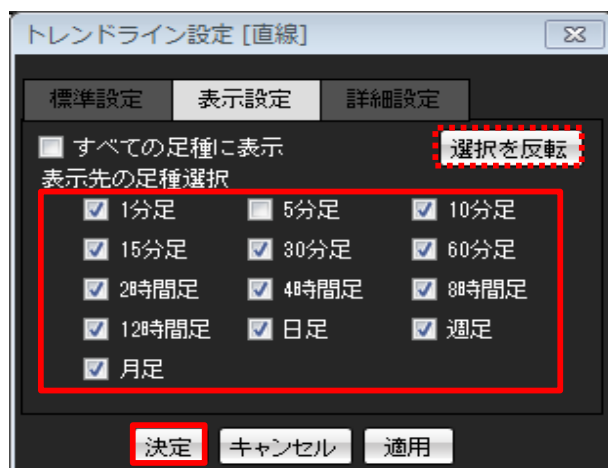 トレンドライン設定 [直線]
標準設定 表示設定 詳細設定
すべての足種に表示 選択を反転
表示先の足種選択
1分足 5分足 10分足
15分足 30分足 60分足
2時間足 4時間足 8時間足
12時間足 日足 週足
月足
決定 キャンセル 適用